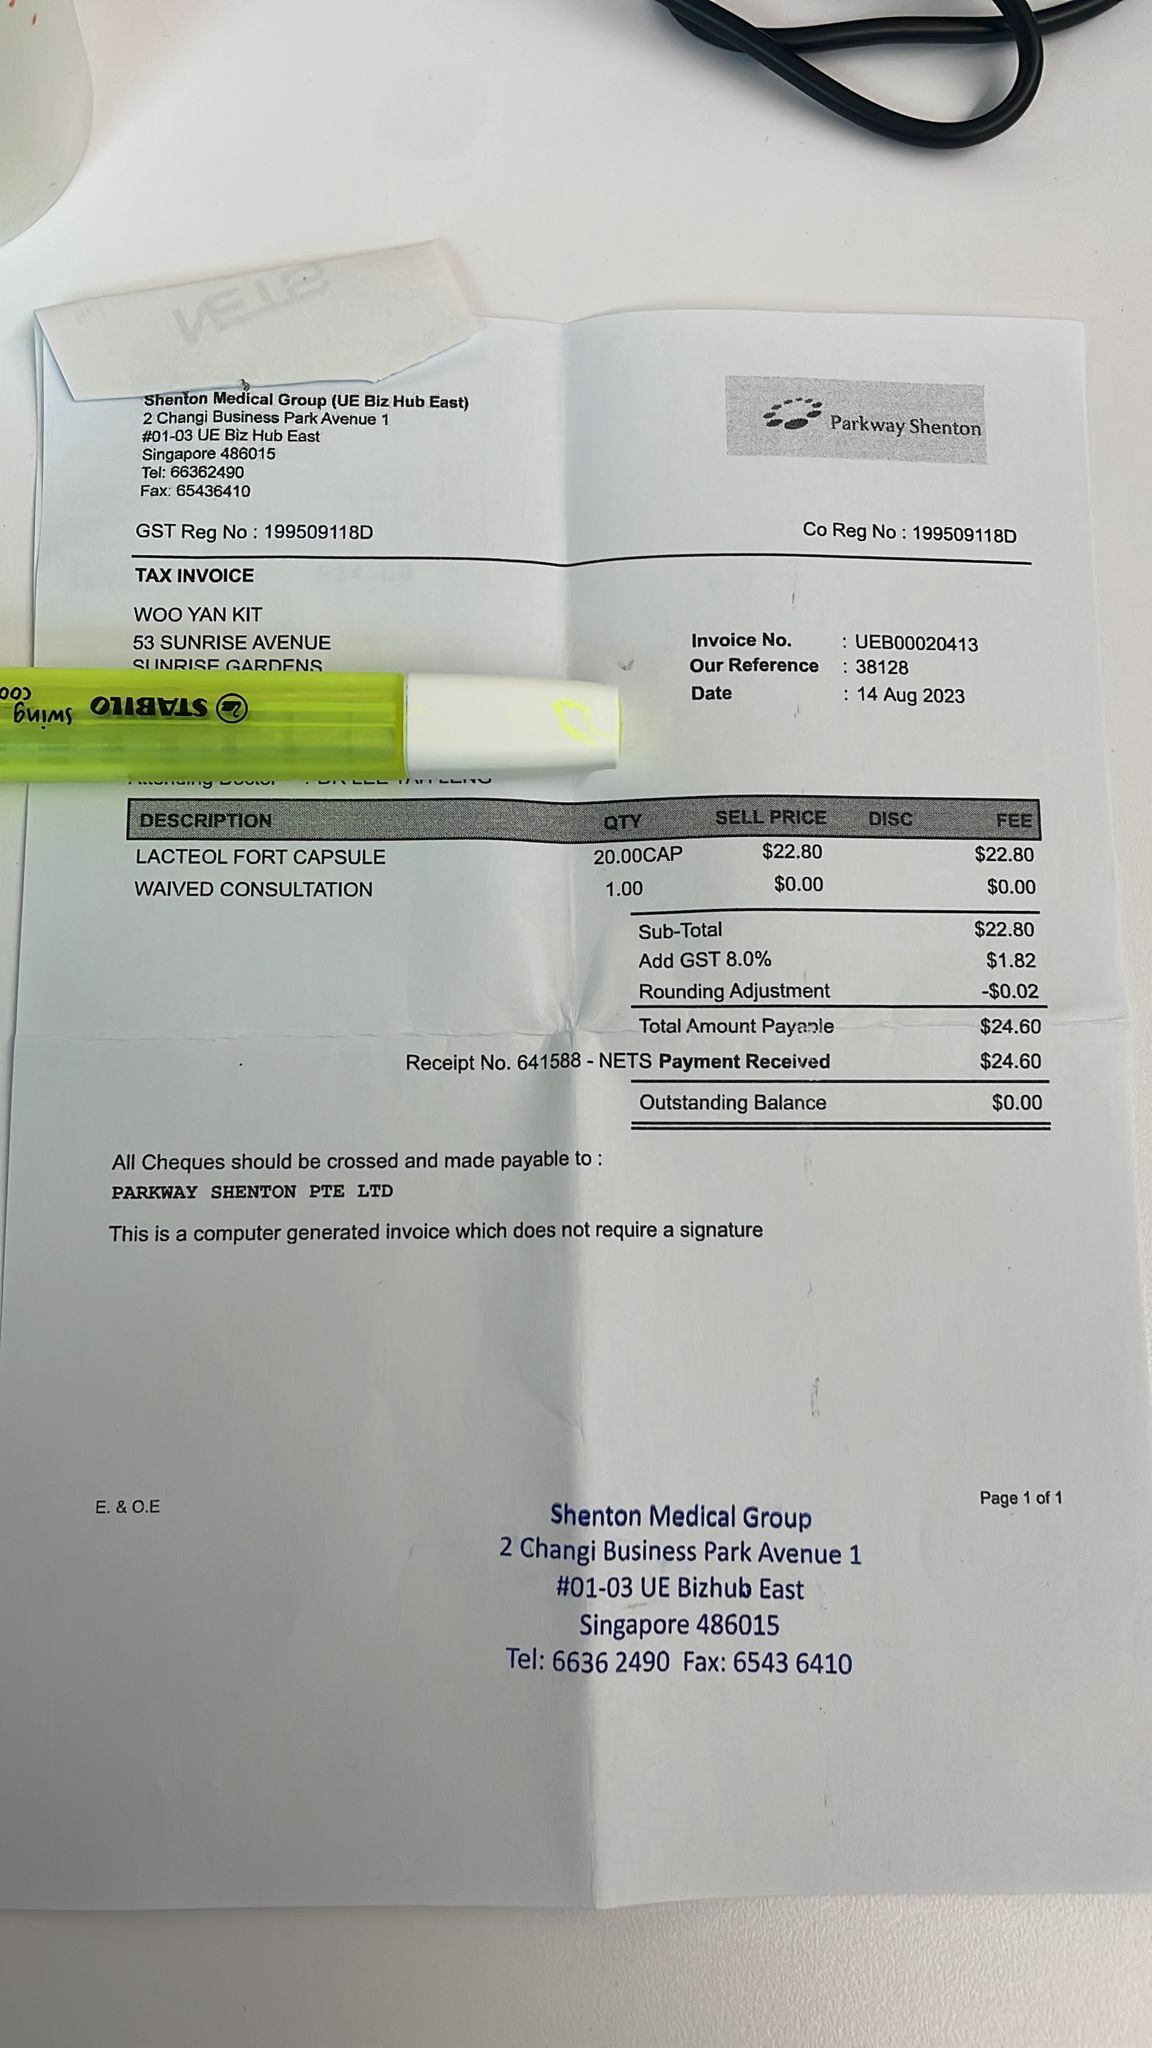 NETS
Shenton Medical Group (UE Biz Hub East)
2 Changi Business Park Avenue 1
#01-03 UE Biz Hub East
Singapore 486015
Tel: 66362490
Fax: 65436410
Parkway Shenton
GST Reg No : 199509118D
Co Reg No : 199509118D
TAX INVOICE
WOO YAN KIT
53 SUNRISE AVENUE
SUNRISE GARDENS
Invoice No. : UEB00020413
Our Reference : 38128
Date : 14 Aug 2023
STABILO
swing
Attending Doctor : DR LEE YAH LENG
DESCRIPTION QTY SELL PRICE DISC FEE
LACTEOL FORT CAPSULE 20.00CAP $22.80 $22.80
WAIVED CONSULTATION 1.00 $0.00 $0.00
Sub-Total $22.80
Add GST 8.0% $1.82
Rounding Adjustment -$0.02
Total Amount Payable $24.60
Receipt No. 641588 - NETS Payment Received $24.60
Outstanding Balance $0.00
All Cheques should be crossed and made payable to :
PARKWAY SHENTON PTE LTD
This is a computer generated invoice which does not require a signature
E. & O.E
Page 1 of 1
Shenton Medical Group
2 Changi Business Park Avenue 1
#01-03 UE Bizhub East
Singapore 486015
Tel: 6636 2490 Fax: 6543 6410